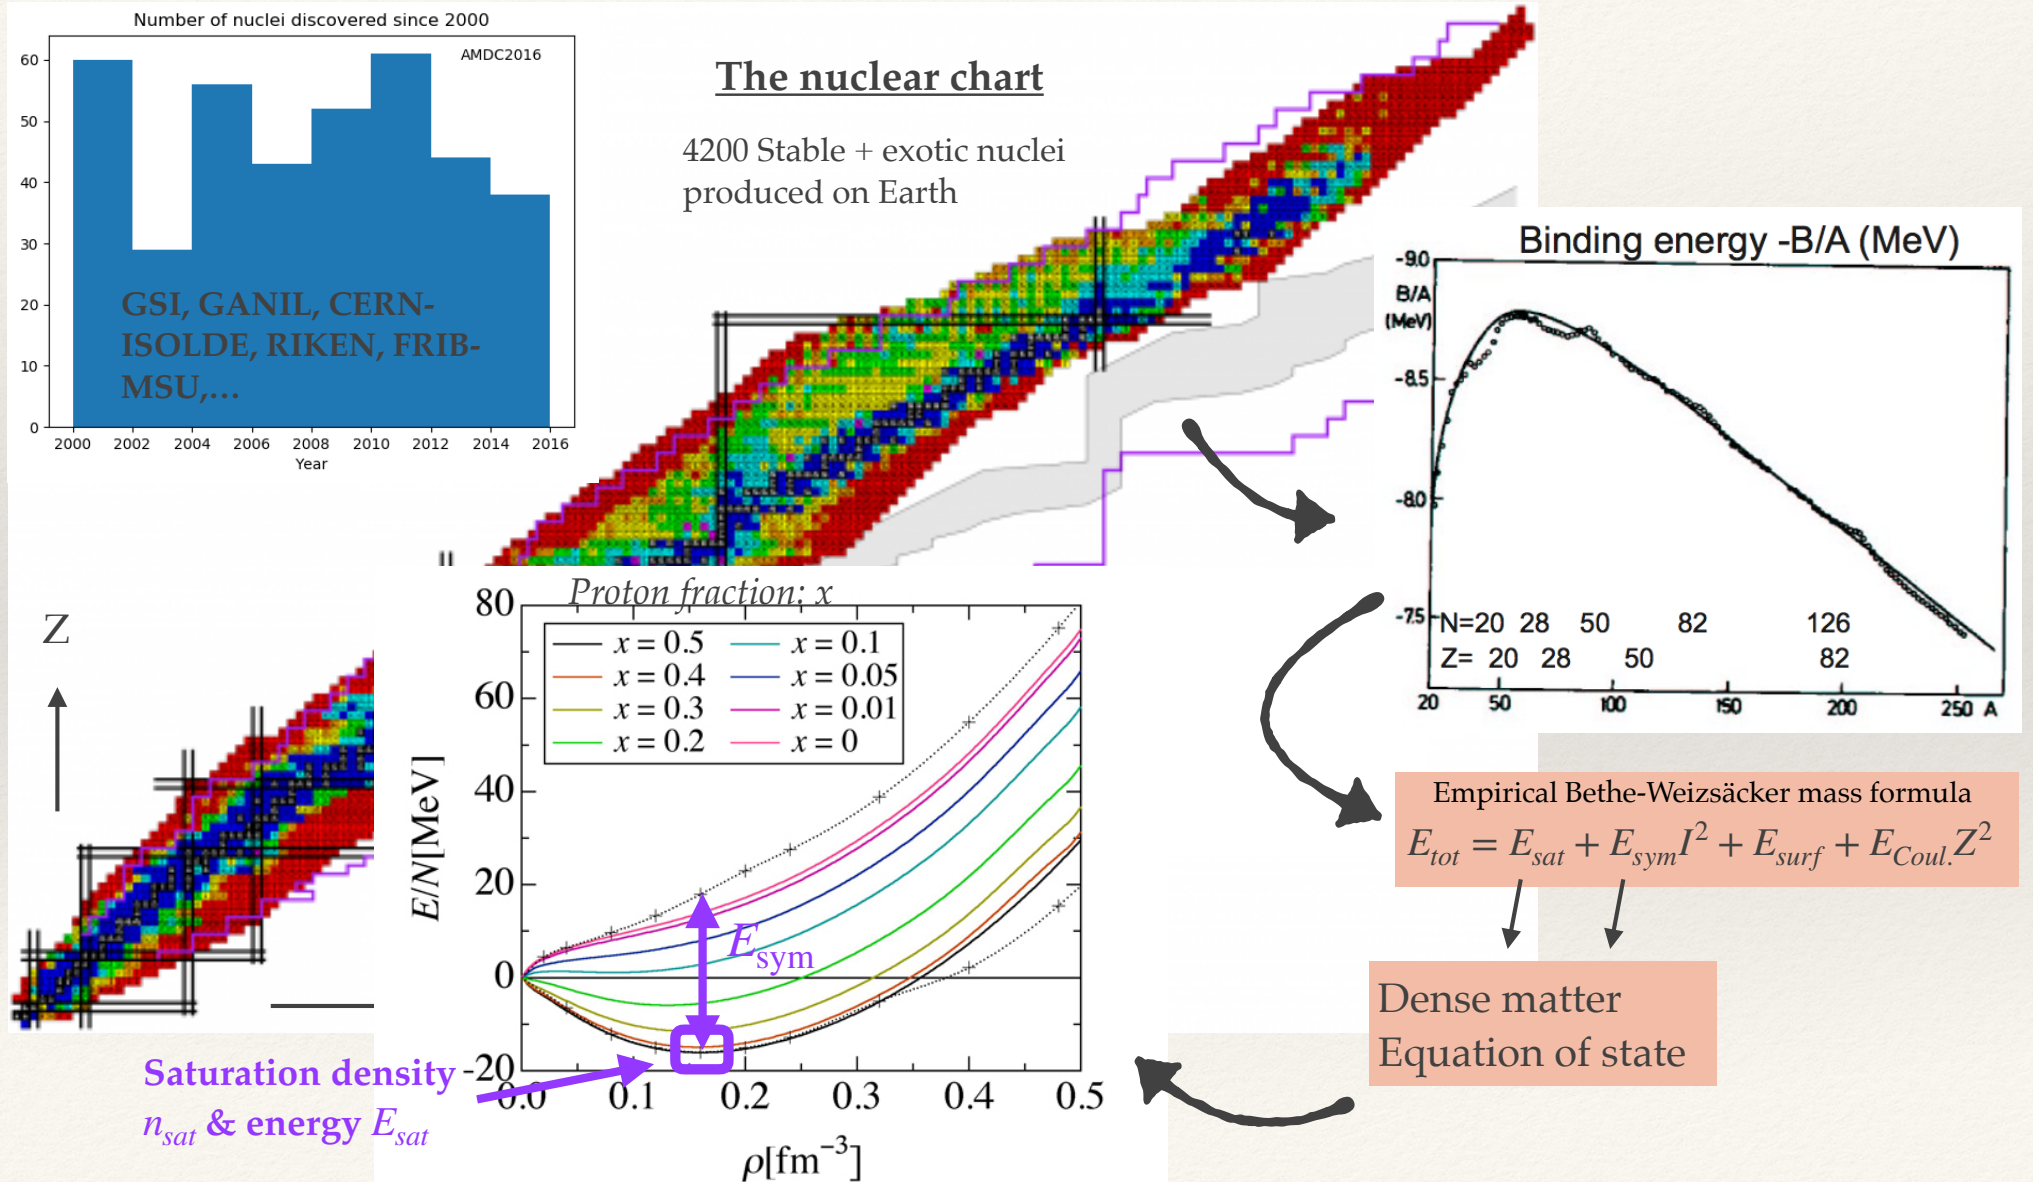 Number of nuclei discovered since 2000
AMDC2016
60
50
40
30
20
10
0
2000 2002 2004 2006 2008 2010 2012 2014 2016
Year
GSI, GANIL, CERN-
ISOLDE, RIKEN, FRIB-
MSU,...
The nuclear chart
4200 Stable + exotic nuclei
produced on Earth
Binding energy -B/A (MeV)
-9.0
B/A
(MeV)
-8.5
-8.0
-7.5
N=20 28 50 82 126
Z= 20 28 50 82
20 50 100 150 200 250 A
Z
Proton fraction: x
80
60
40
20
0
-20
E/N[MeV]
x = 0.5 x = 0.1
x = 0.4 x = 0.05
x = 0.3 x = 0.01
x = 0.2 x = 0
E_sym
0.0 0.1 0.2 0.3 0.4 0.5
ρ[fm⁻³]
Saturation density
n_sat & energy E_sat
Empirical Bethe-Weizsäcker mass formula
E_tot = E_sat + E_sym I² + E_surf + E_Coul. Z²
Dense matter
Equation of state